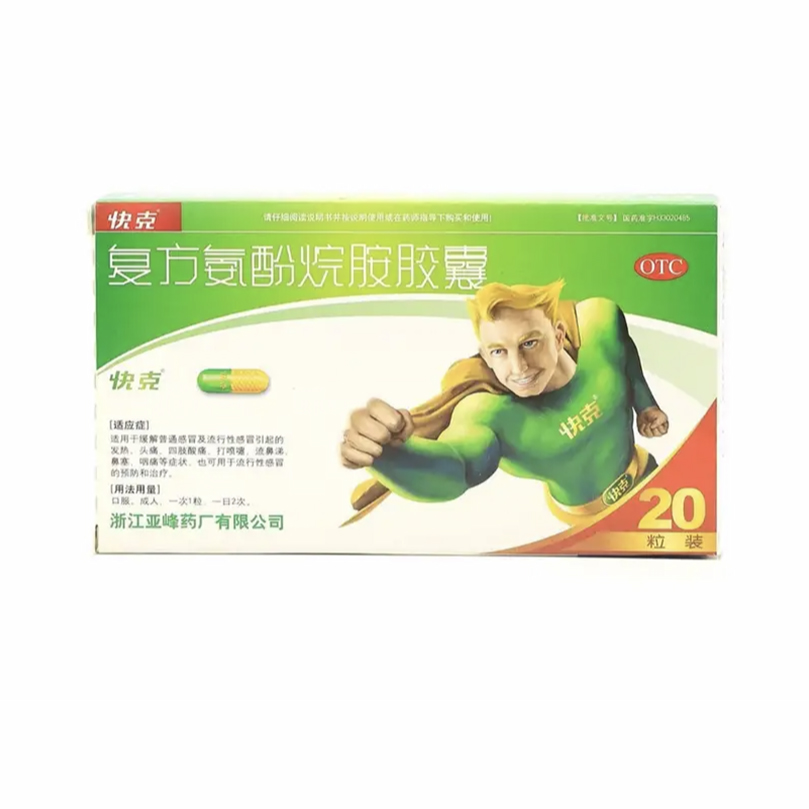 快克
请仔细阅读说明书并按说明使用或在药师指导下购买和使用!
【批准文号】国药准字H33020485
复方氨酚烷胺胶囊
OTC
快克
[适应症]
适用于缓解普通感冒及流行性感冒引起的
发热、头痛、四肢酸痛、打喷嚏、流鼻涕、
鼻塞、咽痛等症状,也可用于流行性感冒
的预防和治疗。
[用法用量]
口服。成人,一次1粒,一日2次。
浙江亚峰药厂有限公司
快克
快克
20
粒装